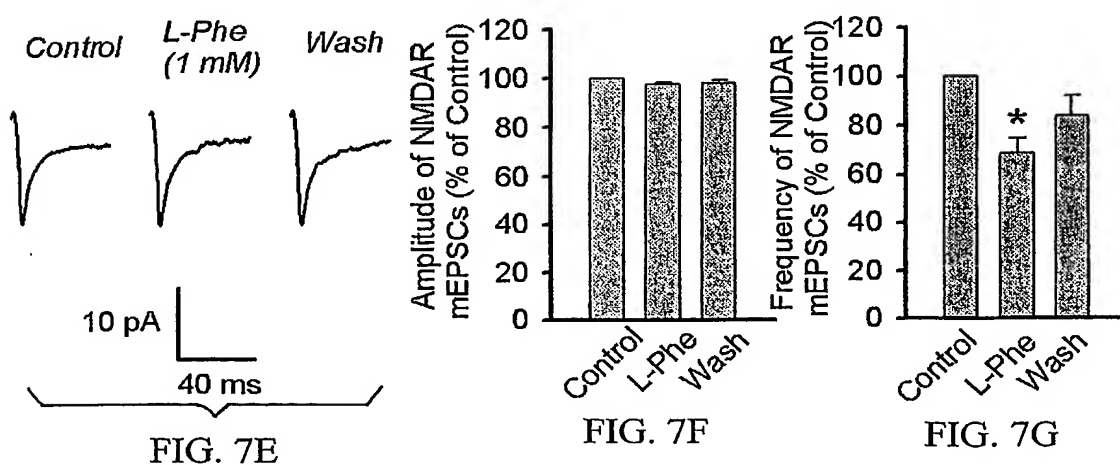 Control
L-Phe
(1 mM)
Wash
10 pA
40 ms
FIG. 7E
Amplitude of NMDAR
mEPSCs (% of Control)
120
100
80
60
40
20
0
Control
L-Phe
Wash
FIG. 7F
Frequency of NMDAR
mEPSCs (% of Control)
120
100
80
60
40
20
0
*
Control
L-Phe
Wash
FIG. 7G